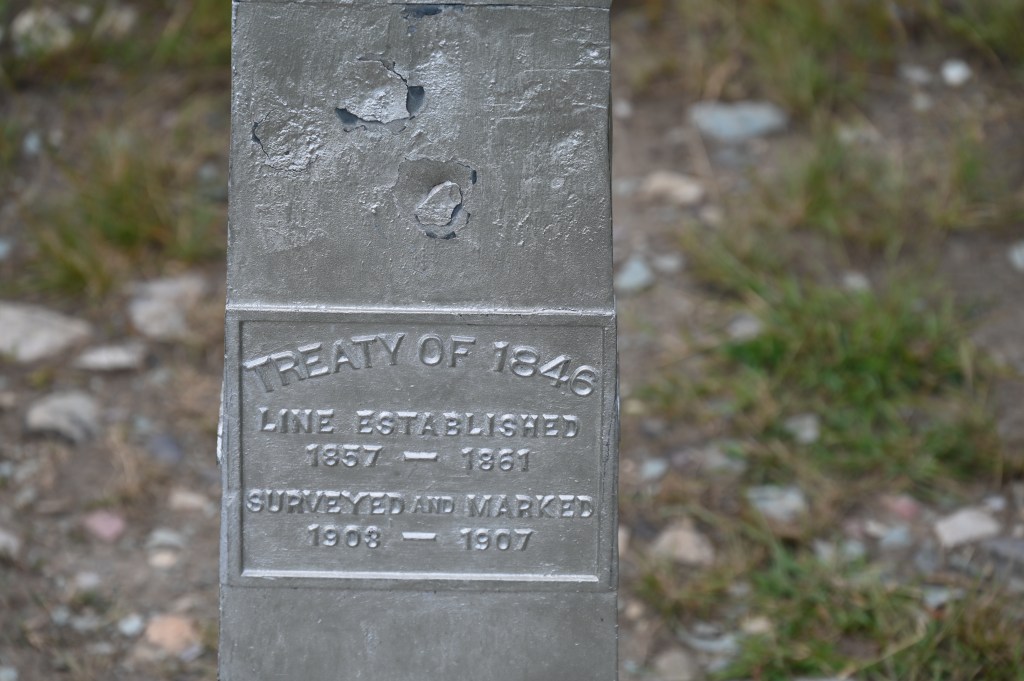 TREATY OF 1846
LINE ESTABLISHED
1857 — 1861
SURVEYED AND MARKED
1903 — 1907